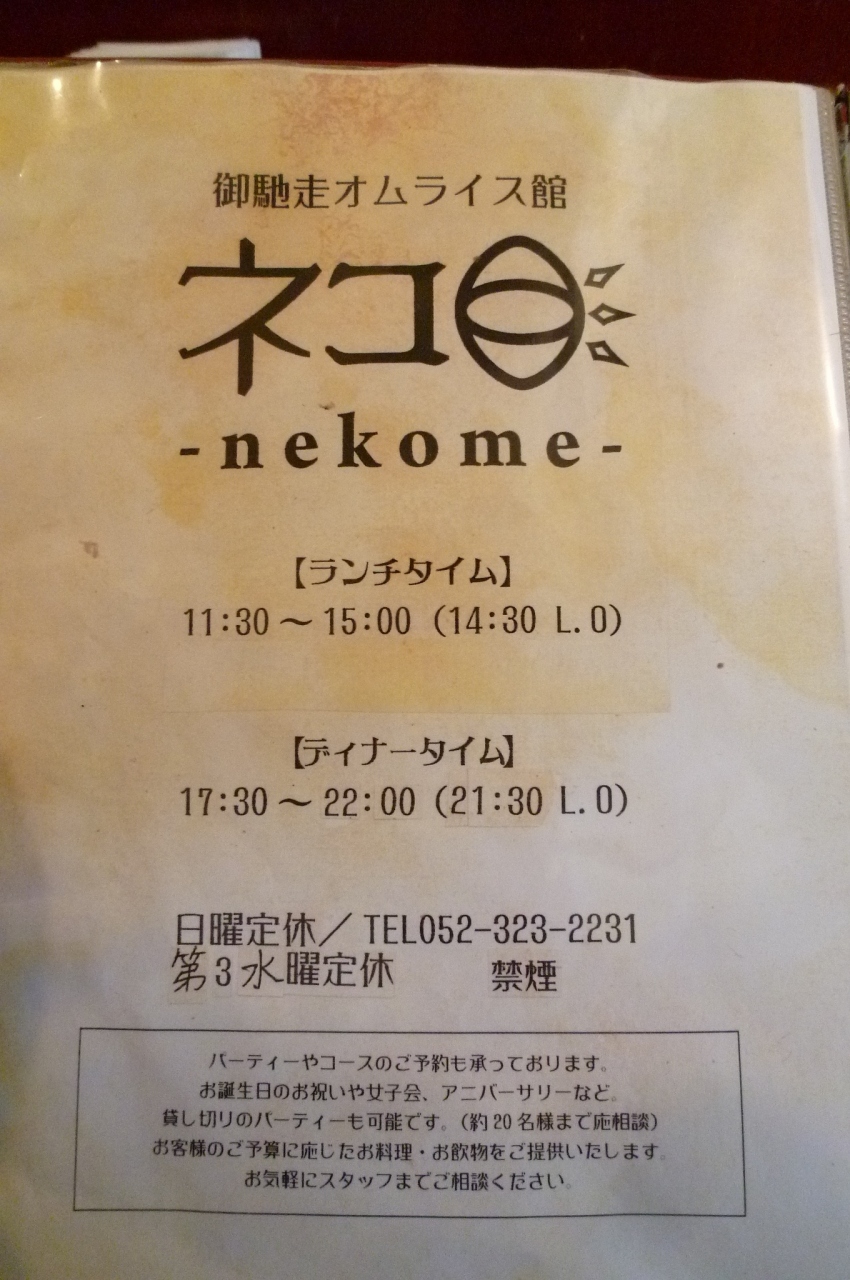 御馳走オムライス館
ネコ目
-nekome-
【ランチタイム】
11:30～15:00 (14:30 L.O)
【ディナータイム】
17:30～22:00 (21:30 L.O)
日曜定休／TEL052-323-2231
第3水曜定休 禁煙
パーティーやコースのご予約も承っております。
お誕生日のお祝いや女子会、アニバーサリーなど。
貸し切りのパーティーも可能です。(約20名様まで応相談)
お客様のご予算に応じたお料理・お飲物をご提供いたします。
お気軽にスタッフまでご相談ください。